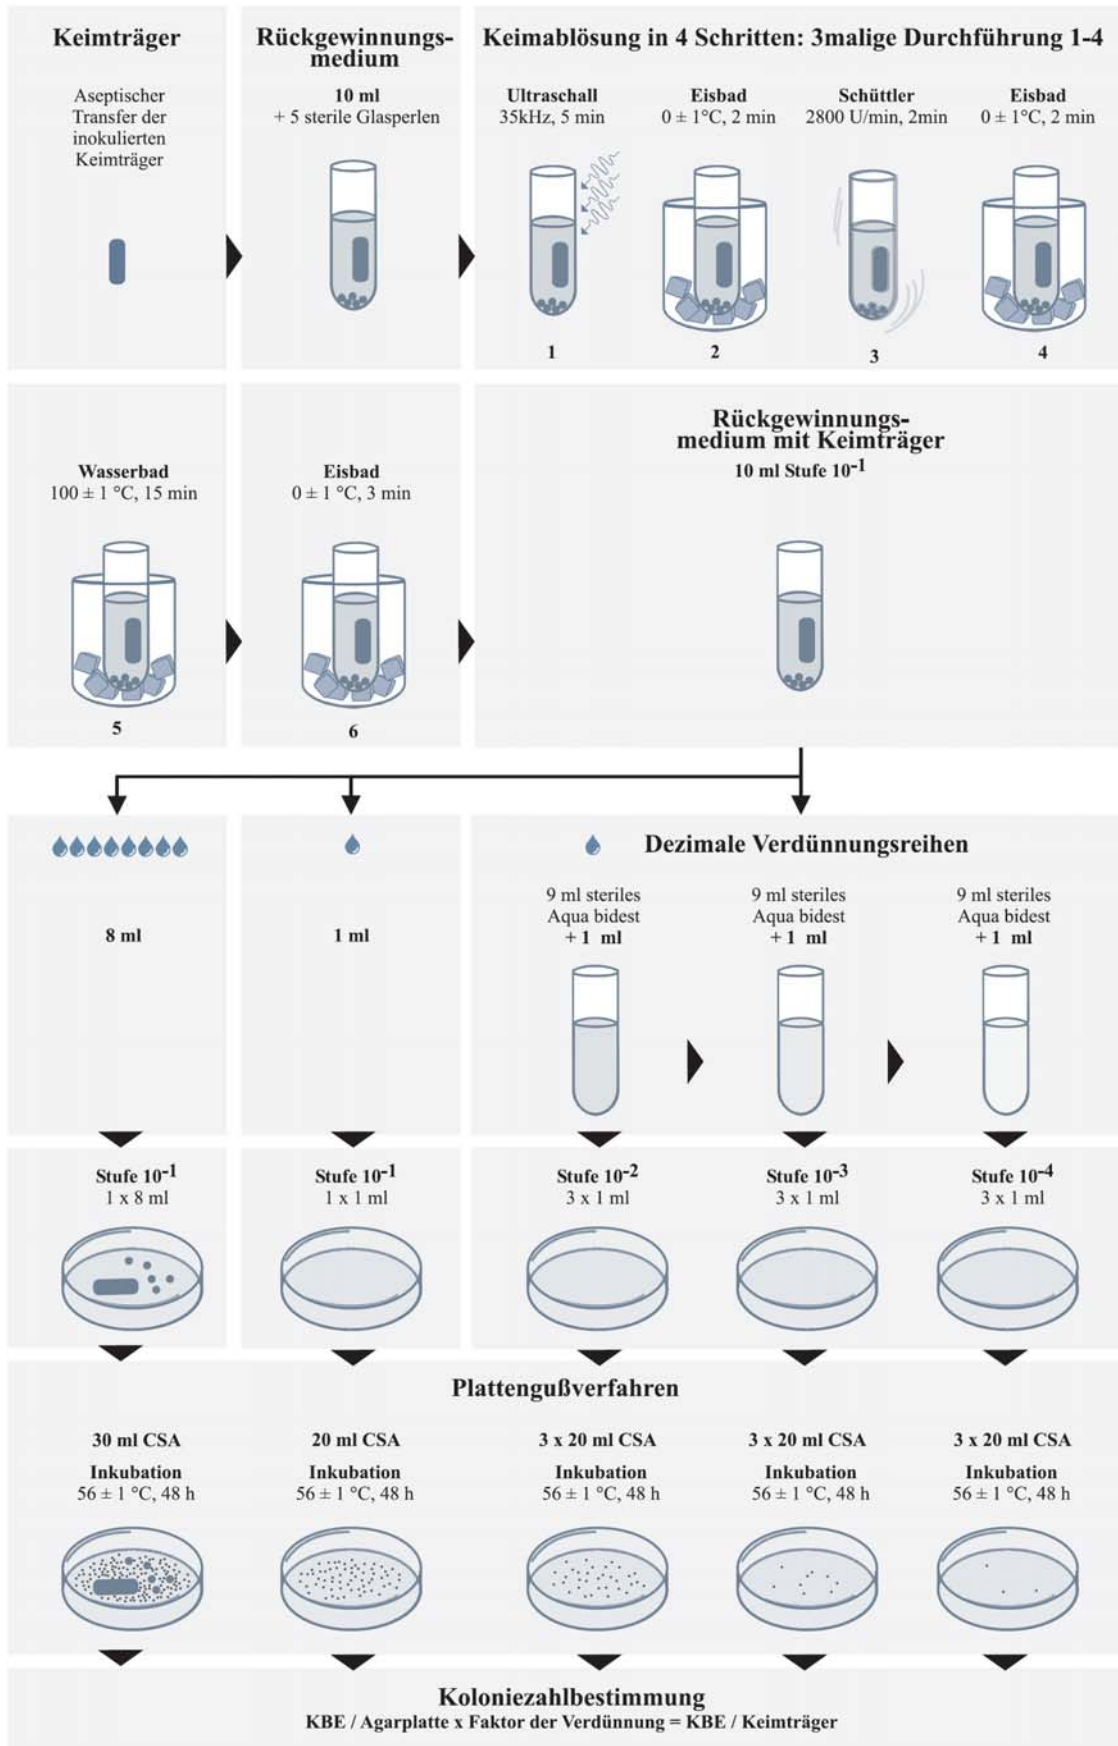 Keimträger
Aseptischer
Transfer der
inokulierten
Keimträger
Rückgewinnungs-
medium
10 ml
+ 5 sterile Glasperlen
Keimablösung in 4 Schritten: 3malige Durchführung 1-4
Ultraschall
35kHz, 5 min
1
Eisbad
0 ± 1°C, 2 min
2
Schüttler
2800 U/min, 2min
3
Eisbad
0 ± 1°C, 2 min
4
Wasserbad
100 ± 1 °C, 15 min
5
Eisbad
0 ± 1 °C, 3 min
6
Rückgewinnungs-
medium mit Keimträger
10 ml Stufe 10-1
8 ml
1 ml
Dezimale Verdünnungsreihen
9 ml steriles
Aqua bidest
+ 1 ml
9 ml steriles
Aqua bidest
+ 1 ml
9 ml steriles
Aqua bidest
+ 1 ml
Stufe 10-1
1 x 8 ml
Stufe 10-1
1 x 1 ml
Stufe 10-2
3 x 1 ml
Stufe 10-3
3 x 1 ml
Stufe 10-4
3 x 1 ml
Plattengußverfahren
30 ml CSA
Inkubation
56 ± 1 °C, 48 h
20 ml CSA
Inkubation
56 ± 1 °C, 48 h
3 x 20 ml CSA
Inkubation
56 ± 1 °C, 48 h
3 x 20 ml CSA
Inkubation
56 ± 1 °C, 48 h
3 x 20 ml CSA
Inkubation
56 ± 1 °C, 48 h
Koloniezahlbestimmung
KBE / Agarplatte x Faktor der Verdünnung = KBE / Keimträger